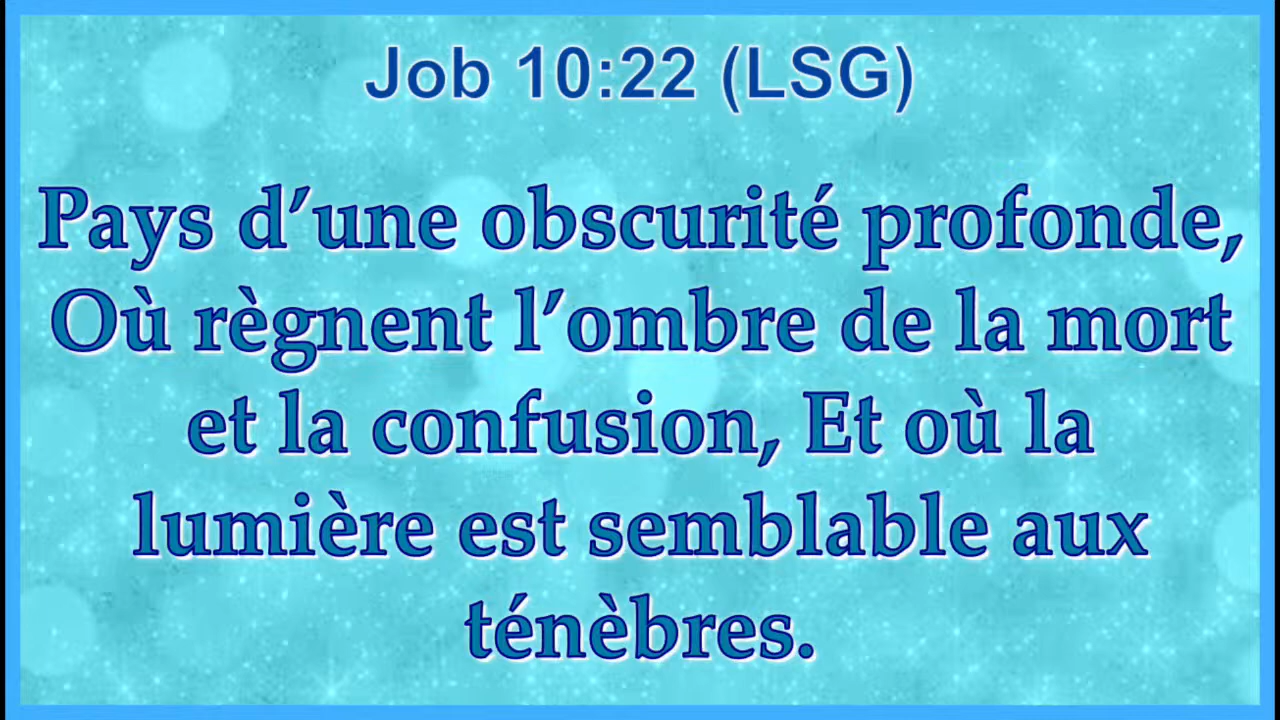 Job 10:22 (LSG)
Pays d’une obscurité profonde,
Où règnent l’ombre de la mort
et la confusion, Et où la
lumière est semblable aux
ténèbres.